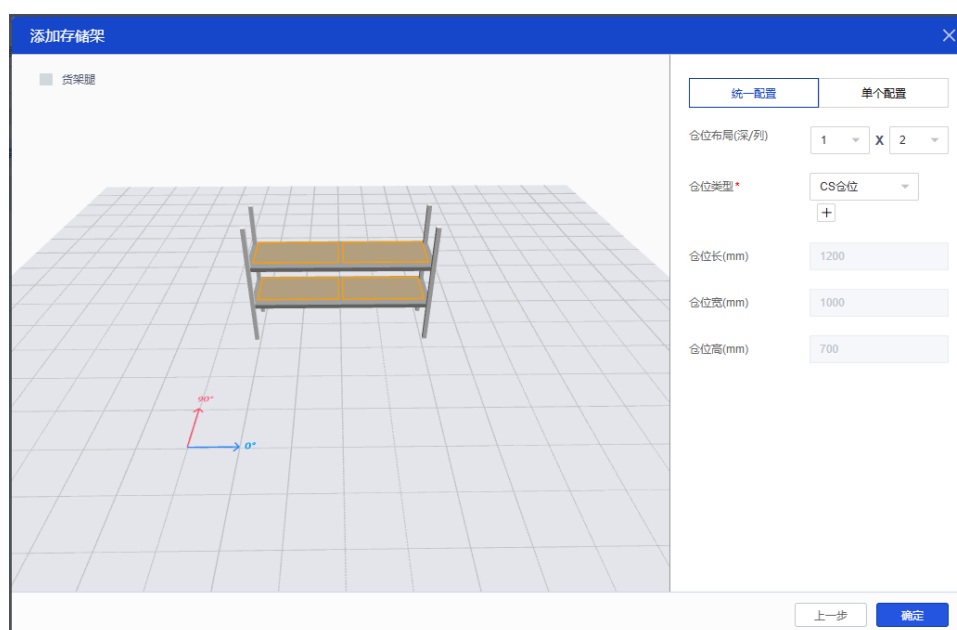 添加存储架
货架腿
统一配置 单个配置
仓位布局(深/列) 1 X 2
仓位类型* CS仓位
+
仓位长(mm) 1200
仓位宽(mm) 1000
仓位高(mm) 700
90°
0°
上一步 确定